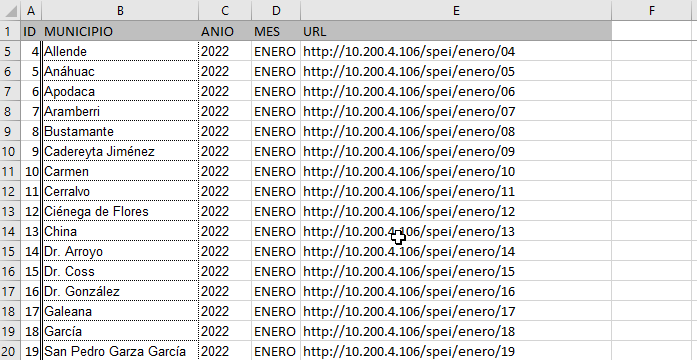 A B C D E F
1 ID MUNICIPIO ANIO MES URL
5 4 Allende 2022 ENERO http://10.200.4.106/spei/enero/04
6 5 Anáhuac 2022 ENERO http://10.200.4.106/spei/enero/05
7 6 Apodaca 2022 ENERO http://10.200.4.106/spei/enero/06
8 7 Aramberri 2022 ENERO http://10.200.4.106/spei/enero/07
9 8 Bustamante 2022 ENERO http://10.200.4.106/spei/enero/08
10 9 Cadereyta Jiménez 2022 ENERO http://10.200.4.106/spei/enero/09
11 10 Carmen 2022 ENERO http://10.200.4.106/spei/enero/10
12 11 Cerralvo 2022 ENERO http://10.200.4.106/spei/enero/11
13 12 Ciénega de Flores 2022 ENERO http://10.200.4.106/spei/enero/12
14 13 China 2022 ENERO http://10.200.4.106/spei/enero/13
15 14 Dr. Arroyo 2022 ENERO http://10.200.4.106/spei/enero/14
16 15 Dr. Coss 2022 ENERO http://10.200.4.106/spei/enero/15
17 16 Dr. González 2022 ENERO http://10.200.4.106/spei/enero/16
18 17 Galeana 2022 ENERO http://10.200.4.106/spei/enero/17
19 18 García 2022 ENERO http://10.200.4.106/spei/enero/18
20 19 San Pedro Garza García 2022 ENERO http://10.200.4.106/spei/enero/19